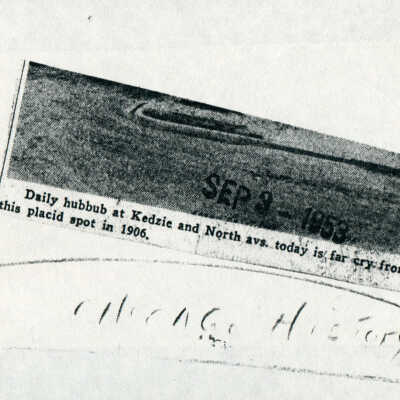 SEP 3 - 1953
Daily hubbub at Kedzie and North avs. today is far cry from
this placid spot in 1906.
CHICAGO HISTORY